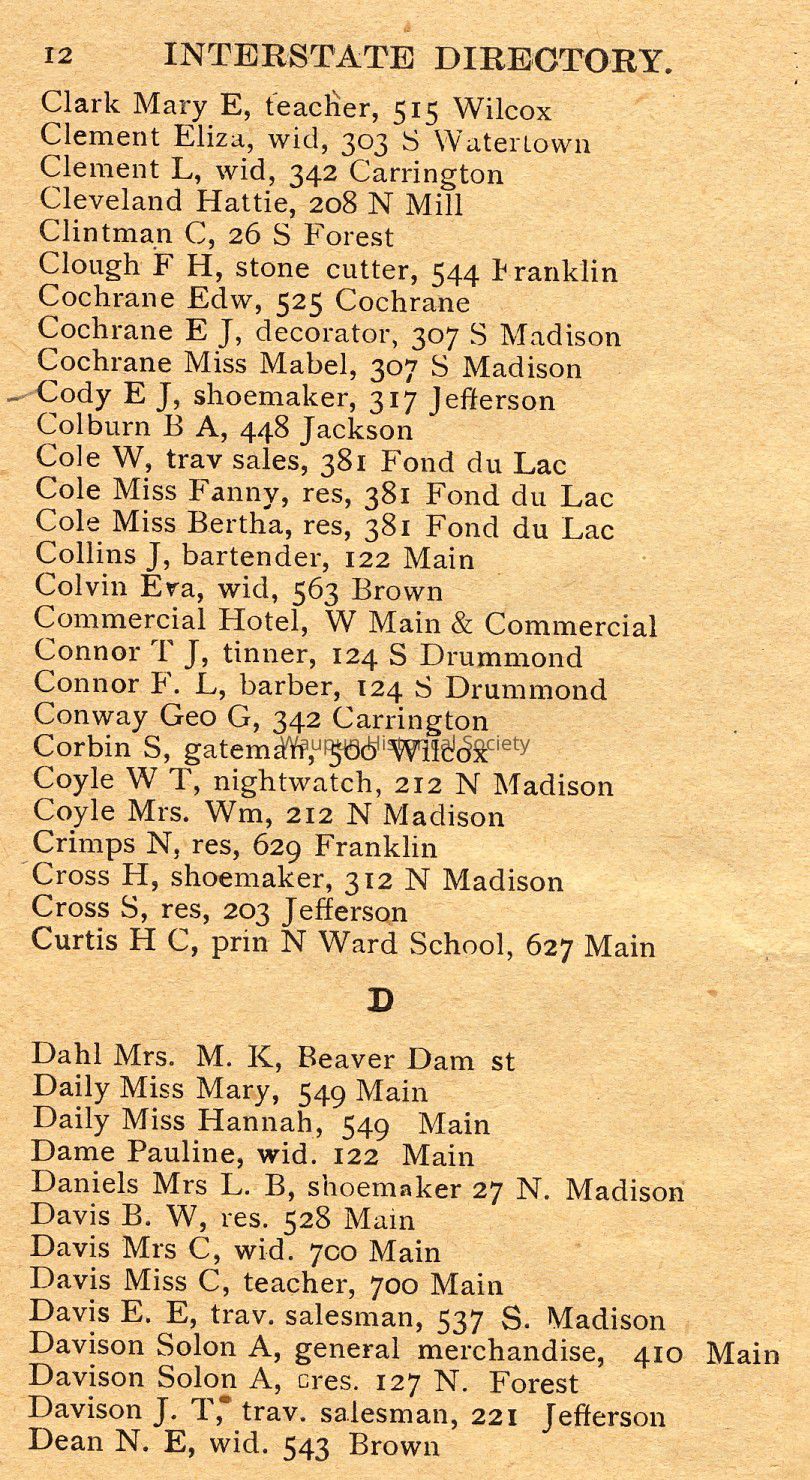 12 INTERSTATE DIRECTORY.
Clark Mary E, teacher, 515 Wilcox
Clement Eliza, wid, 303 S Watertown
Clement L, wid, 342 Carrington
Cleveland Hattie, 208 N Mill
Clintman C, 26 S Forest
Clough F H, stone cutter, 544 Franklin
Cochrane Edw, 525 Cochrane
Cochrane E J, decorator, 307 S Madison
Cochrane Miss Mabel, 307 S Madison
Cody E J, shoemaker, 317 Jefferson
Colburn B A, 448 Jackson
Cole W, trav sales, 381 Fond du Lac
Cole Miss Fanny, res, 381 Fond du Lac
Cole Miss Bertha, res, 381 Fond du Lac
Collins J, bartender, 122 Main
Colvin Eva, wid, 563 Brown
Commercial Hotel, W Main & Commercial
Connor T J, tinner, 124 S Drummond
Connor F. L, barber, 124 S Drummond
Conway Geo G, 342 Carrington
Waupun Historical Society
Corbin S, gateman, 500 Wilcox
Coyle W T, nightwatch, 212 N Madison
Coyle Mrs. Wm, 212 N Madison
Crimps N, res, 629 Franklin
Cross H, shoemaker, 312 N Madison
Cross S, res, 203 Jefferson
Curtis H C, prin N Ward School, 627 Main
D
Dahl Mrs. M. K, Beaver Dam st
Daily Miss Mary, 549 Main
Daily Miss Hannah, 549 Main
Dame Pauline, wid. 122 Main
Daniels Mrs L. B, shoemaker 27 N. Madison
Davis B. W, res. 528 Main
Davis Mrs C, wid. 700 Main
Davis Miss C, teacher, 700 Main
Davis E. E, trav. salesman, 537 S. Madison
Davison Solon A, general merchandise, 410 Main
Davison Solon A, res. 127 N. Forest
Davison J. T, trav. salesman, 221 Jefferson
Dean N. E, wid. 543 Brown